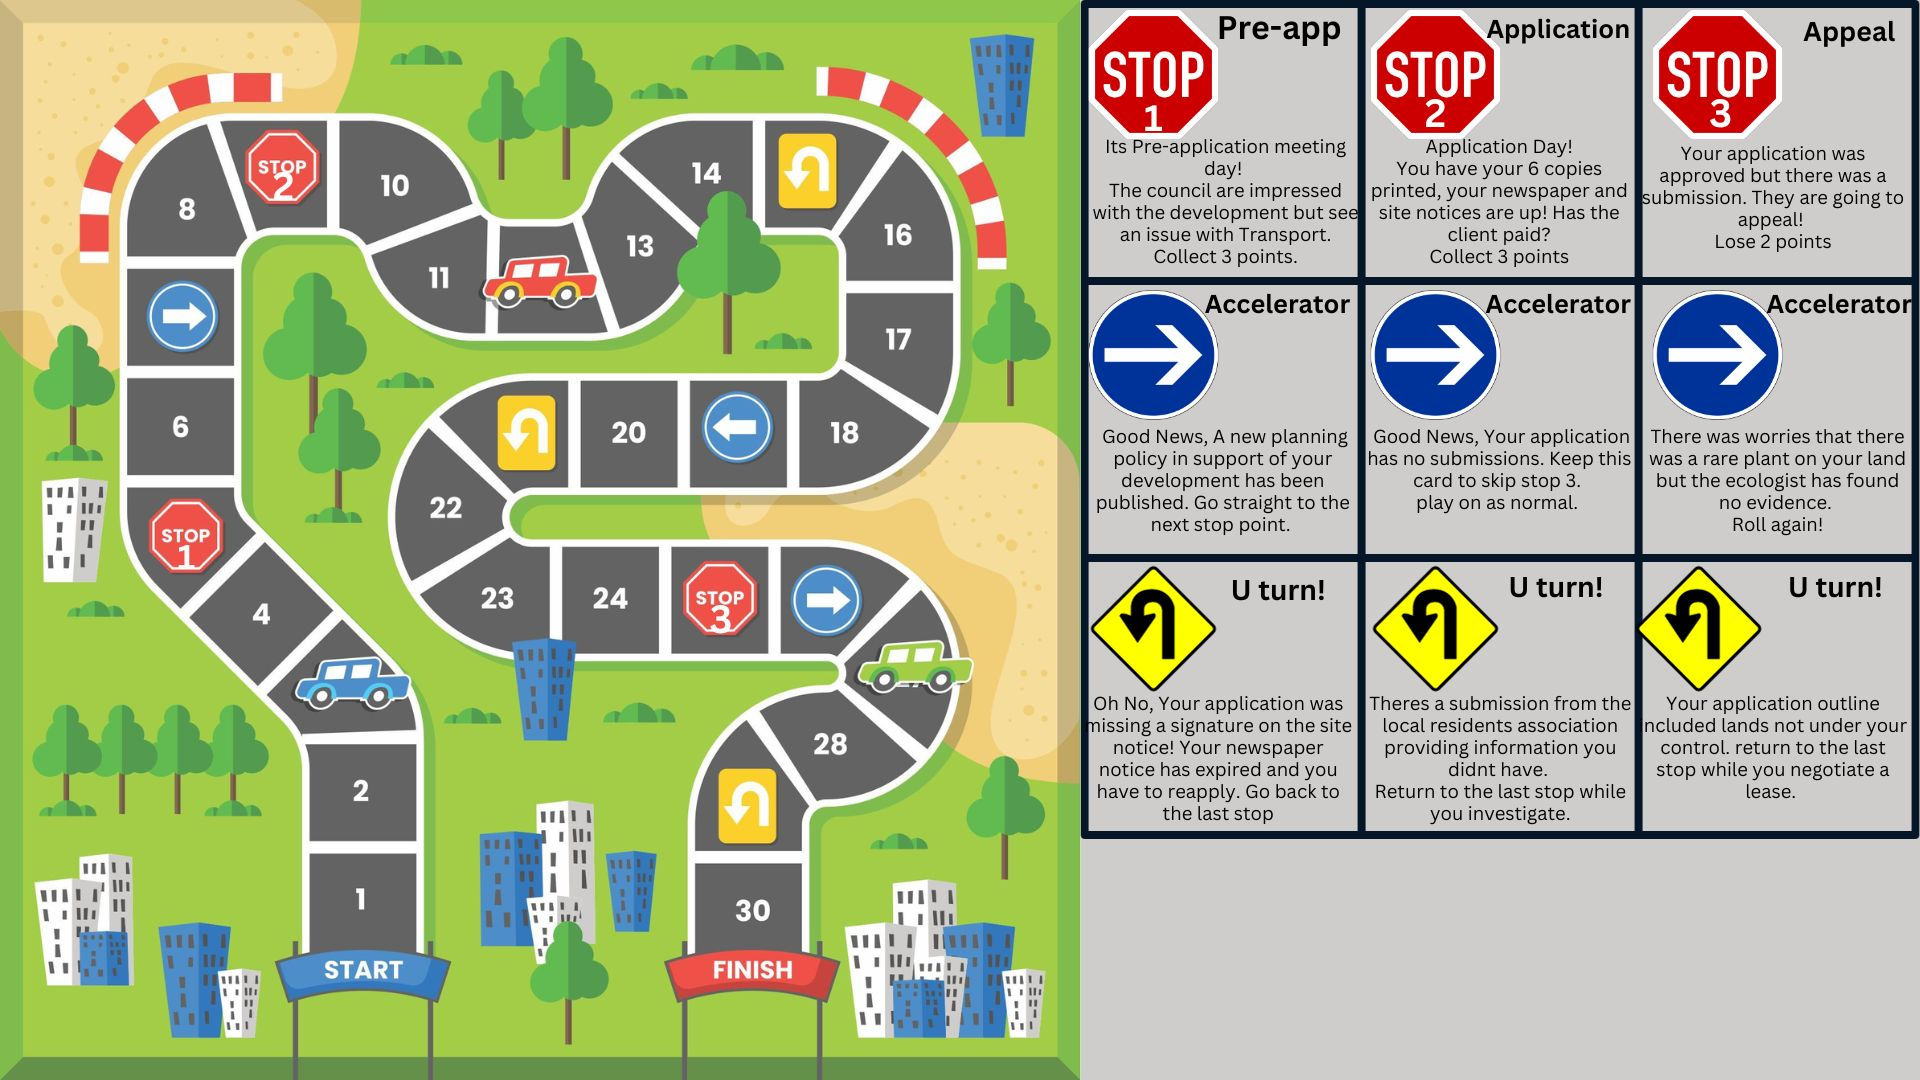 8
STOP
2
10
11
13
14
16
17
18
20
22
23
24
STOP
3
28
30
FINISH
6
STOP
1
4
2
1
START
STOP
1
Pre-app
Its Pre-application meeting
day!
The council are impressed
with the development but see
an issue with Transport.
Collect 3 points.
STOP
2
Application
Application Day!
You have your 6 copies
printed, your newspaper and
site notices are up! Has the
client paid?
Collect 3 points
STOP
3
Appeal
Your application was
approved but there was a
submission. They are going to
appeal!
Lose 2 points
Accelerator
Good News, A new planning
policy in support of your
development has been
published. Go straight to the
next stop point.
Accelerator
Good News, Your application
has no submissions. Keep this
card to skip stop 3.
play on as normal.
Accelerator
There was worries that there
was a rare plant on your land
but the ecologist has found
no evidence.
Roll again!
U turn!
Oh No, Your application was
missing a signature on the site
notice! Your newspaper
notice has expired and you
have to reapply. Go back to
the last stop
U turn!
Theres a submission from the
local residents association
providing information you
didnt have.
Return to the last stop while
you investigate.
U turn!
Your application outline
included lands not under your
control. return to the last
stop while you negotiate a
lease.